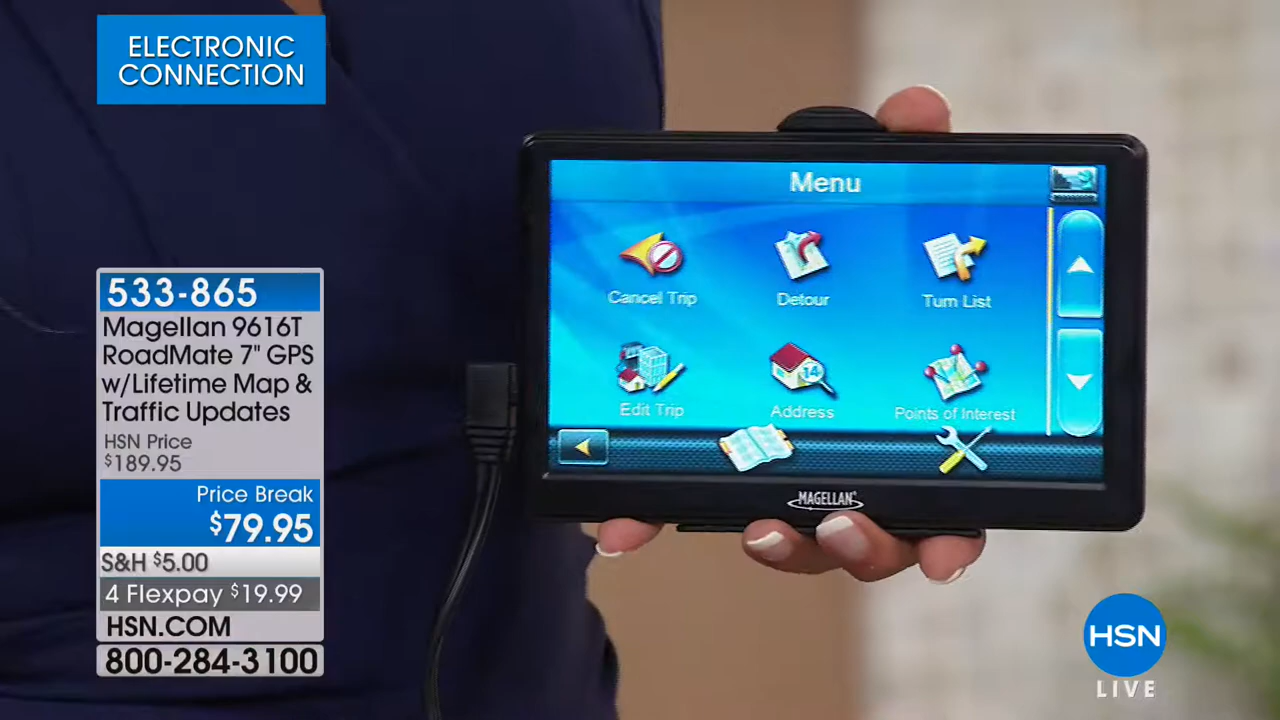 ELECTRONIC
CONNECTION
533-865
Magellan 9616T
RoadMate 7" GPS
w/Lifetime Map &
Traffic Updates
HSN Price
$189.95
Price Break
$79.95
S&H $5.00
4 Flexpay $19.99
HSN.COM
800-284-3100
Menu
Cancel Trip
Detour
Turn List
Edit Trip
Address
Points of Interest
MAGELLAN
HSN
LIVE